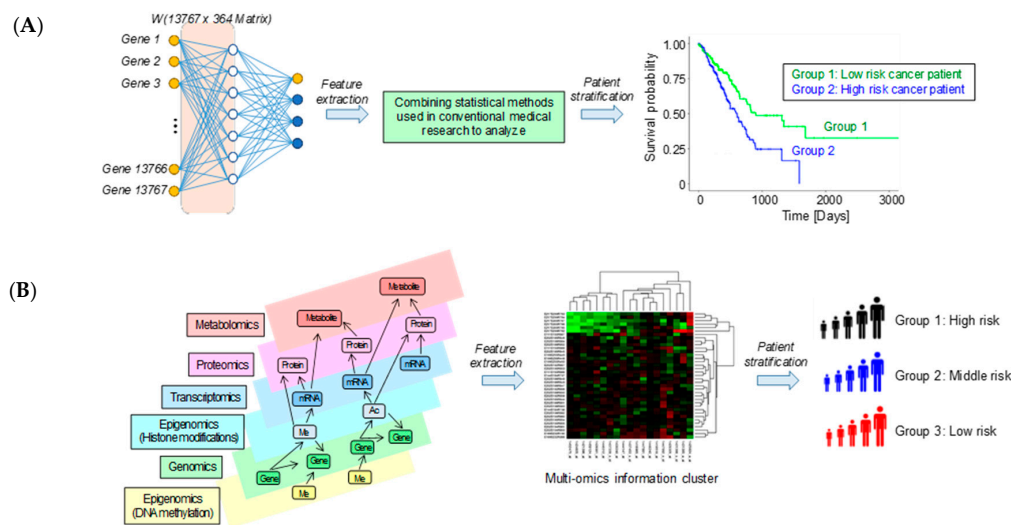 (A)
W(13767 x 364 Matrix)
Gene 1
Gene 2
Gene 3
...
Gene 13766
Gene 13767
Feature
extraction
Combining statistical methods
used in conventional medical
research to analyze
Patient
stratification
Survival probability
1.00
0.75
0.50
0.25
0
0
1000
2000
3000
Time [Days]
Group 1: Low risk cancer patient
Group 2: High risk cancer patient
Group 1
Group 2
(B)
Metabolomics
Proteomics
Transcriptomics
Epigenomics
(Histone modifications)
Genomics
Epigenomics
(DNA methylation)
Metabolite
Metabolite
Protein
Protein
Protein
mRNA
mRNA
mRNA
Me
Ac
Gene
Gene
Gene
Gene
Me
Me
Feature
extraction
Multi-omics information cluster
Patient
stratification
Group 1: High risk
Group 2: Middle risk
Group 3: Low risk